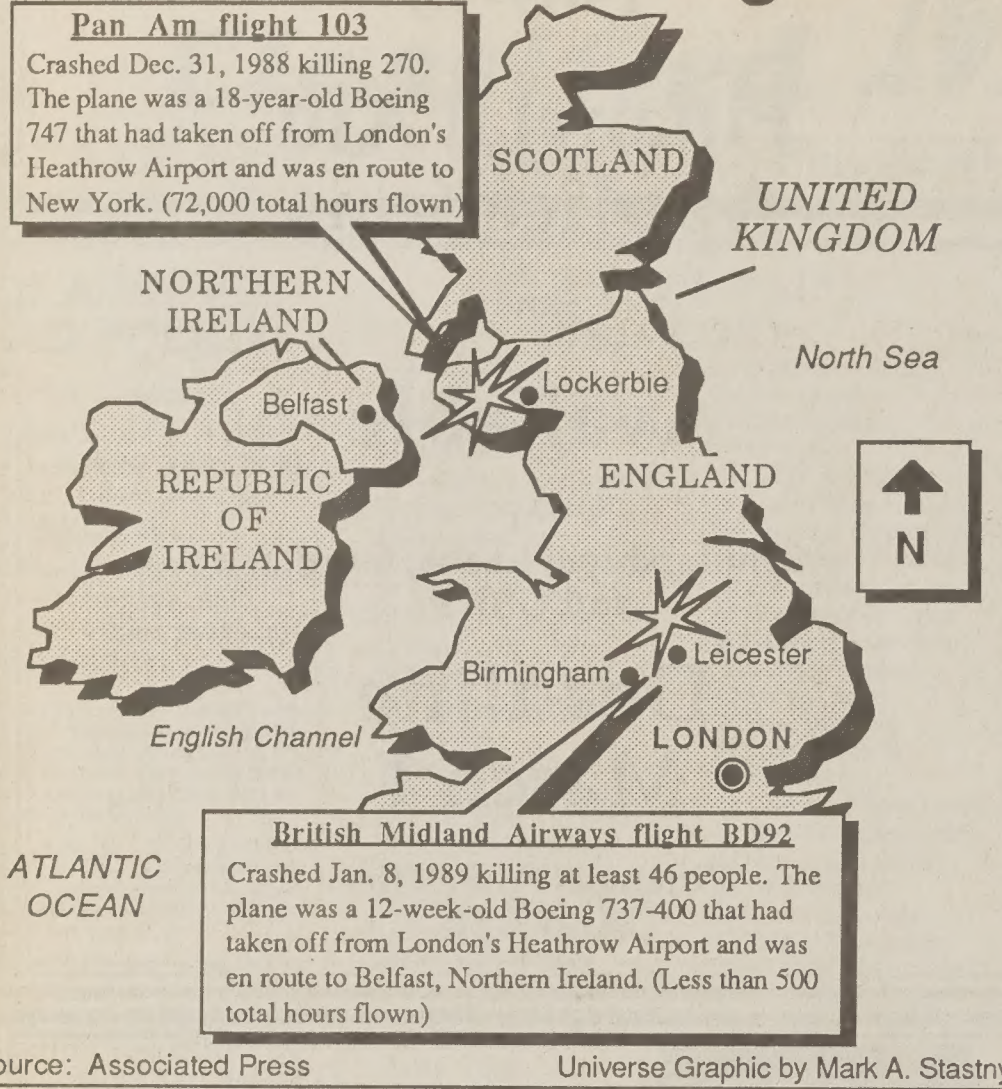 Pan Am flight 103
Crashed Dec. 31, 1988 killing 270.
The plane was a 18-year-old Boeing
747 that had taken off from London's
Heathrow Airport and was en route to
New York. (72,000 total hours flown)
SCOTLAND
UNITED
KINGDOM
NORTHERN
IRELAND
North Sea
Lockerbie
Belfast
ENGLAND
REPUBLIC
OF
IRELAND
N
Leicester
Birmingham
English Channel
LONDON
British Midland Airways flight BD92
Crashed Jan. 8, 1989 killing at least 46 people. The
plane was a 12-week-old Boeing 737-400 that had
taken off from London's Heathrow Airport and was
en route to Belfast, Northern Ireland. (Less than 500
total hours flown)
ATLANTIC
OCEAN
ource: Associated Press
Universe Graphic by Mark A. Stastn